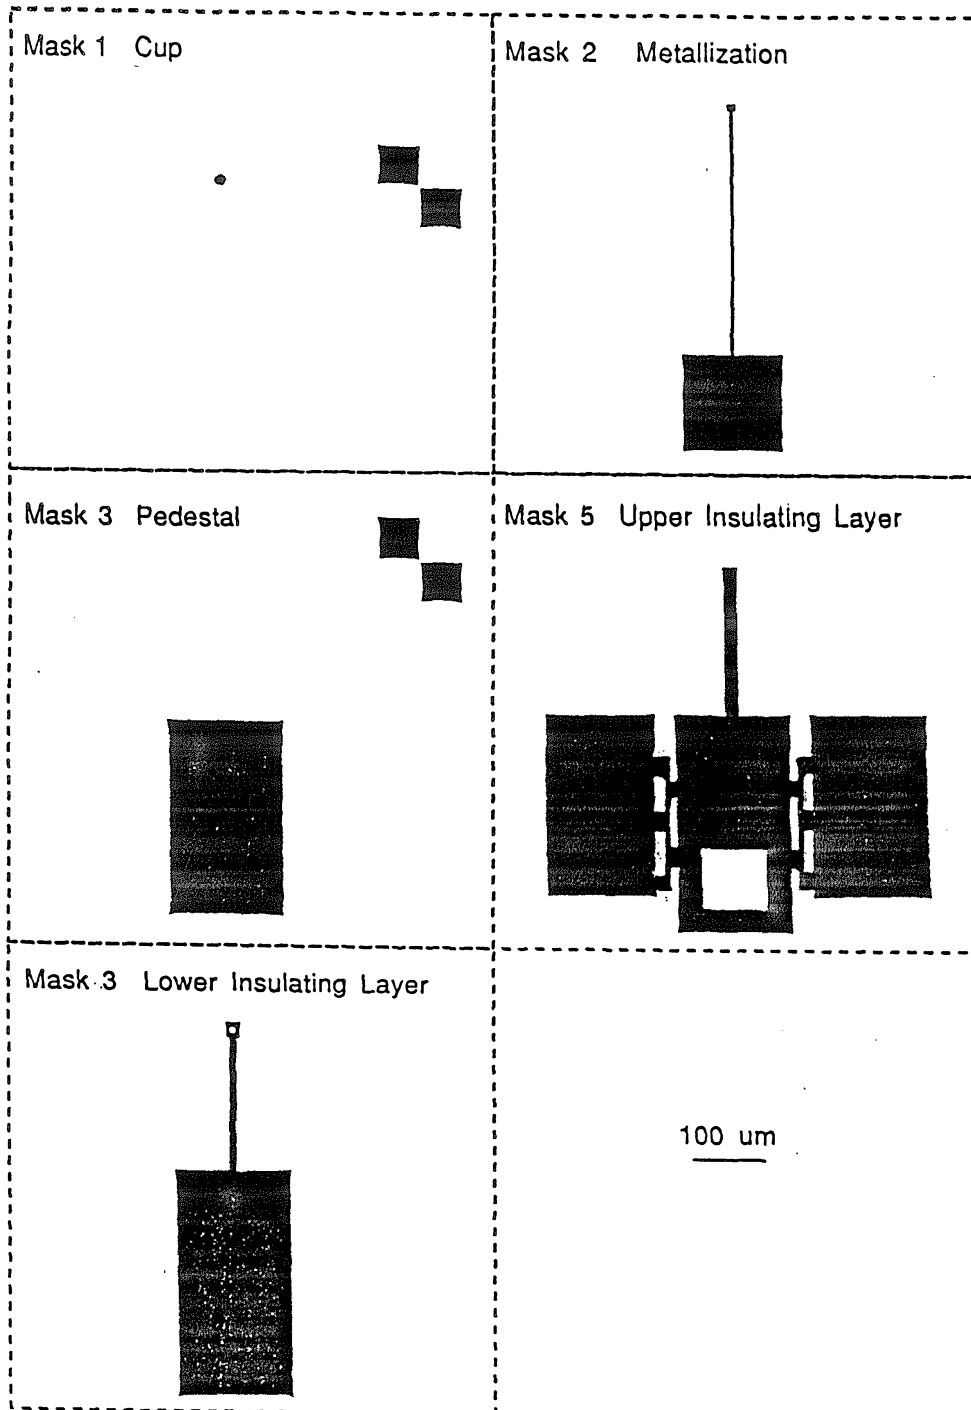 Mask 1 Cup
Mask 2 Metallization
Mask 3 Pedestal
Mask 5 Upper Insulating Layer
Mask 3 Lower Insulating Layer
100 um